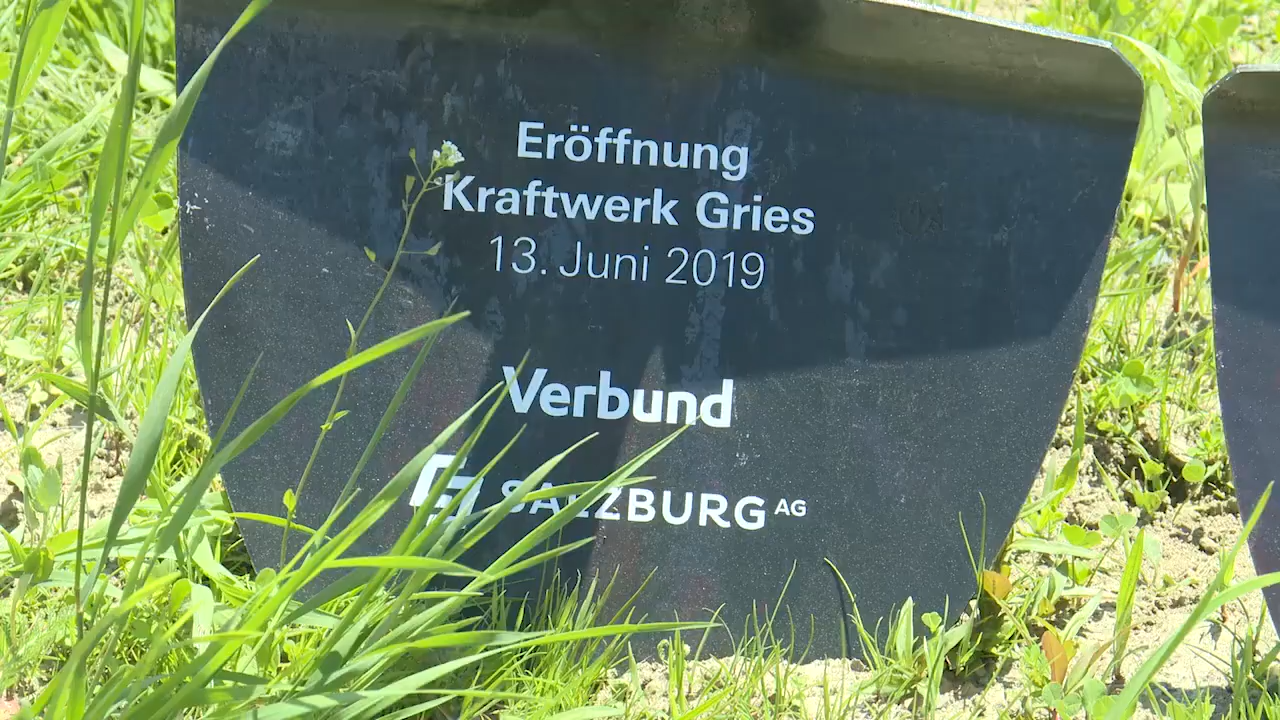 Eröffnung
Kraftwerk Gries
13. Juni 2019
Verbund
SALZBURG AG